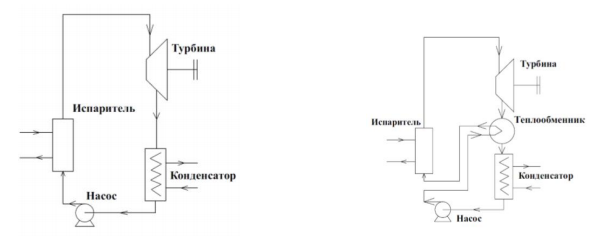 Турбина
Испаритель
Конденсатор
Насос
Турбина
Теплообменник
Испаритель
Конденсатор
Насос